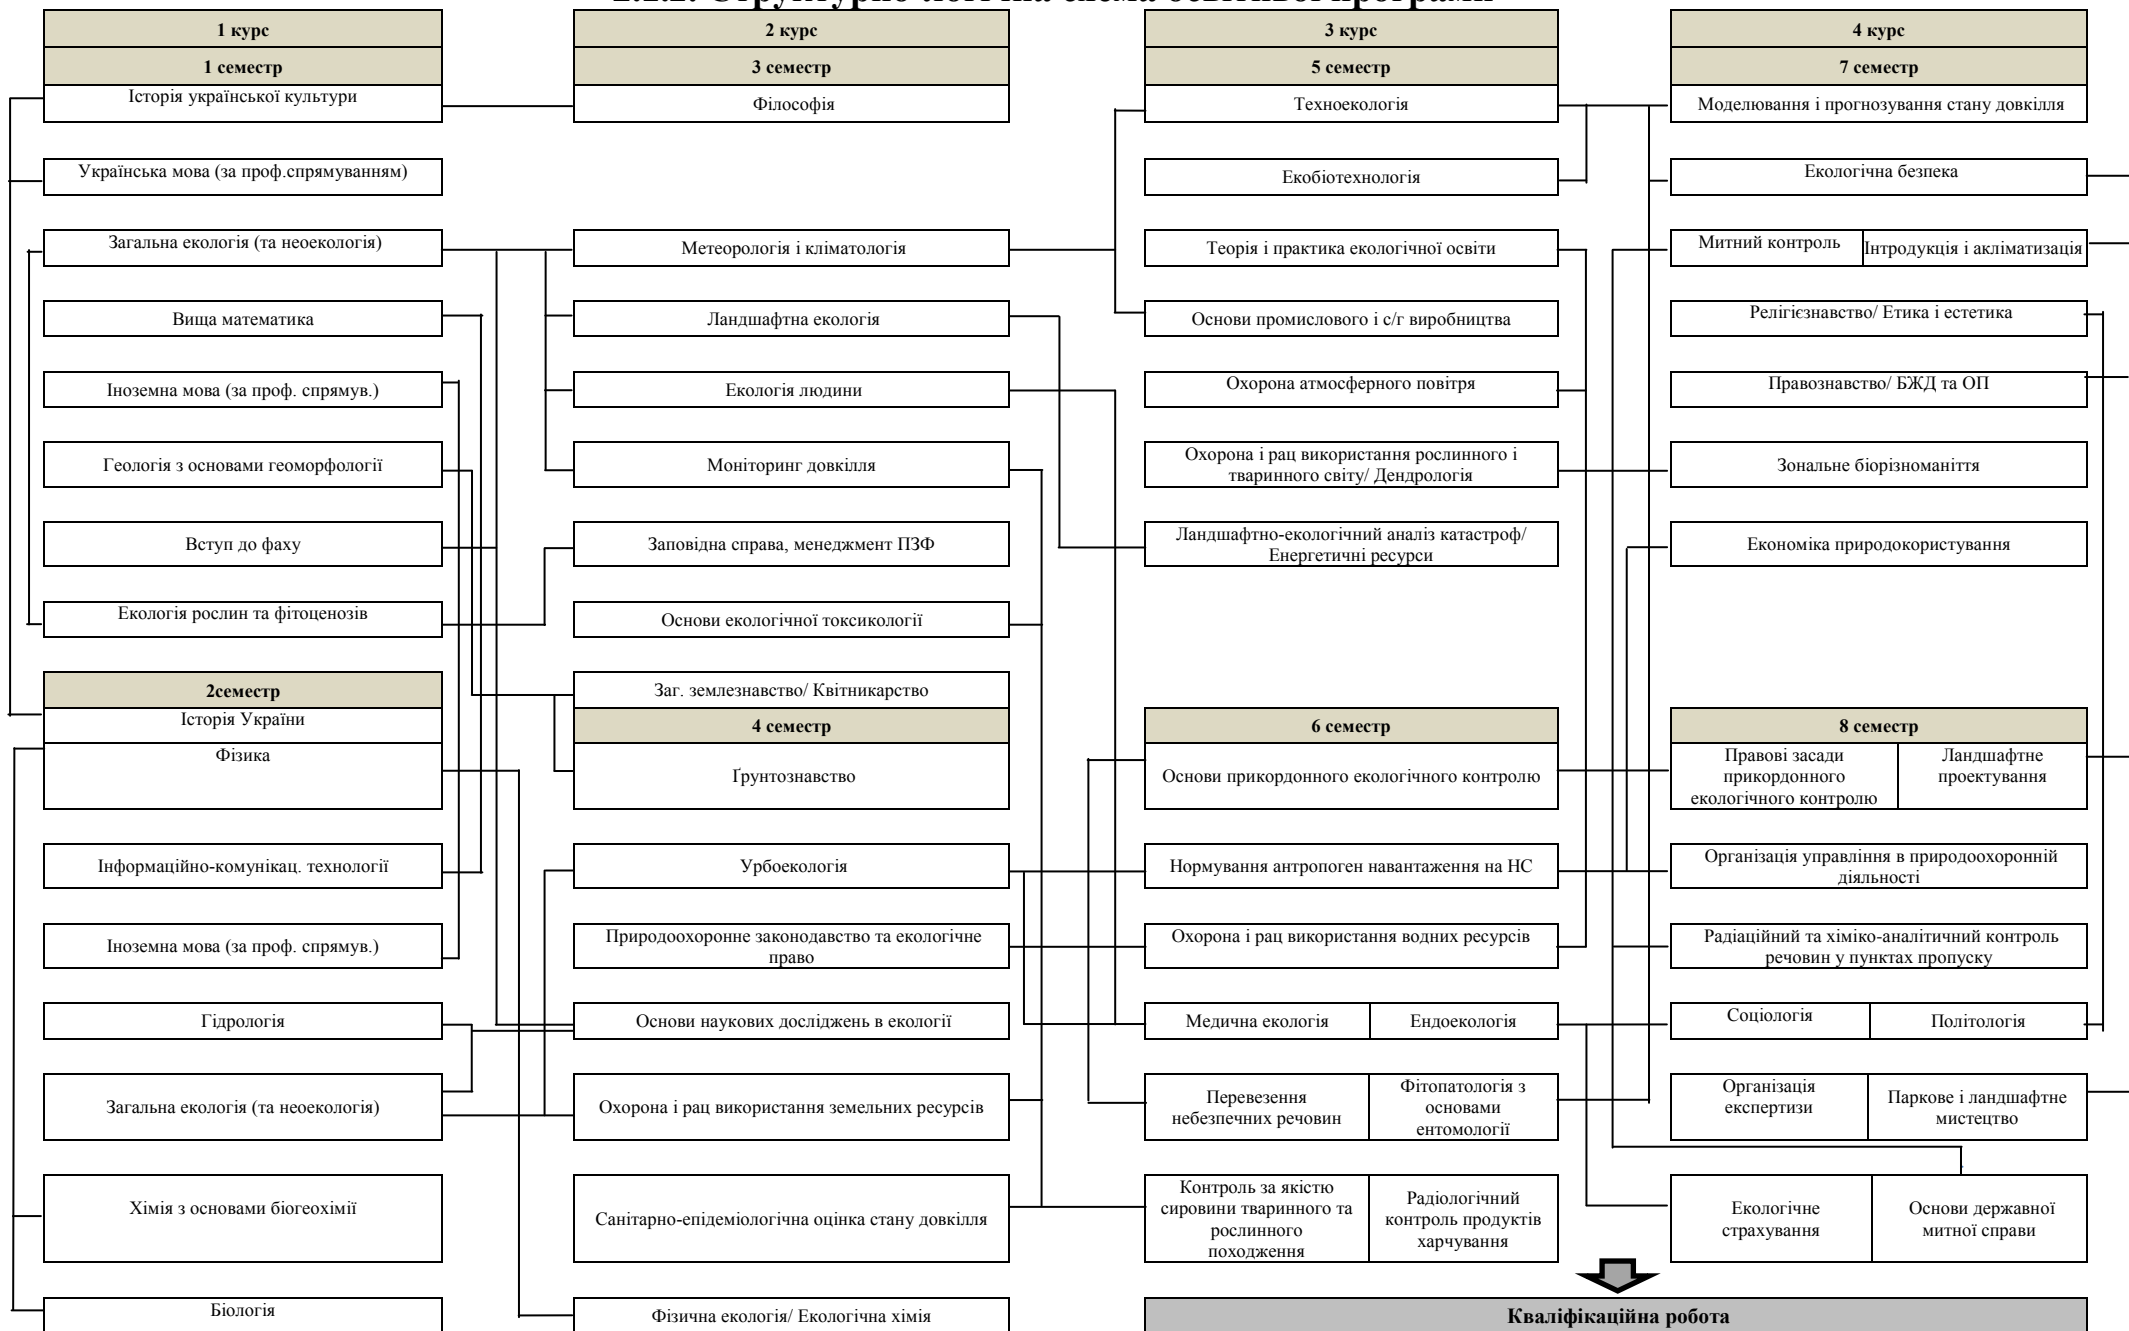 2.1.2. Структурно-логічна схема освітньої програми
1 курс
1 семестр
Історія української культури
Українська мова (за проф.спрямуванням)
Загальна екологія (та неоекологія)
Вища математика
Іноземна мова (за проф. спрямув.)
Геологія з основами геоморфології
Вступ до фаху
Екологія рослин та фітоценозів
2семестр
Історія України
Фізика
Інформаційно-комунікац. технології
Іноземна мова (за проф. спрямув.)
Гідрологія
Загальна екологія (та неоекологія)
Хімія з основами біогеохімії
Біологія
2 курс
3 семестр
Філософія
Метеорологія і кліматологія
Ландшафтна екологія
Екологія людини
Моніторинг довкілля
Заповідна справа, менеджмент ПЗФ
Основи екологічної токсикології
Заг. землезнавство/ Квітникарство
4 семестр
Ґрунтознавство
Урбоекологія
Природоохоронне законодавство та екологічне
право
Основи наукових досліджень в екології
Охорона і рац використання земельних ресурсів
Санітарно-епідеміологічна оцінка стану довкілля
Фізична екологія/ Екологічна хімія
3 курс
5 семестр
Техноекологія
Екобіотехнологія
Теорія і практика екологічної освіти
Основи промислового і с/г виробництва
Охорона атмосферного повітря
Охорона і рац використання рослинного і
тваринного світу/ Дендрологія
Ландшафтно-екологічний аналіз катастроф/
Енергетичні ресурси
6 семестр
Основи прикордонного екологічного контролю
Нормування антропоген навантаження на НС
Охорона і рац використання водних ресурсів
Медична екологія
Ендоекологія
Перевезення
небезпечних речовин
Фітопатологія з
основами
ентомології
Контроль за якістю
сировини тваринного та
рослинного
походження
Радіологічний
контроль продуктів
харчування
4 курс
7 семестр
Моделювання і прогнозування стану довкілля
Екологічна безпека
Митний контроль
Інтродукція і акліматизація
Релігієзнавство/ Етика і естетика
Правознавство/ БЖД та ОП
Зональне біорізноманіття
Економіка природокористування
8 семестр
Правові засади
прикордонного
екологічного контролю
Ландшафтне
проектування
Організація управління в природоохоронній
діяльності
Радіаційний та хіміко-аналітичний контроль
речовин у пунктах пропуску
Соціологія
Політологія
Організація
експертизи
Паркове і ландшафтне
мистецтво
Екологічне
страхування
Основи державної
митної справи
Кваліфікаційна робота